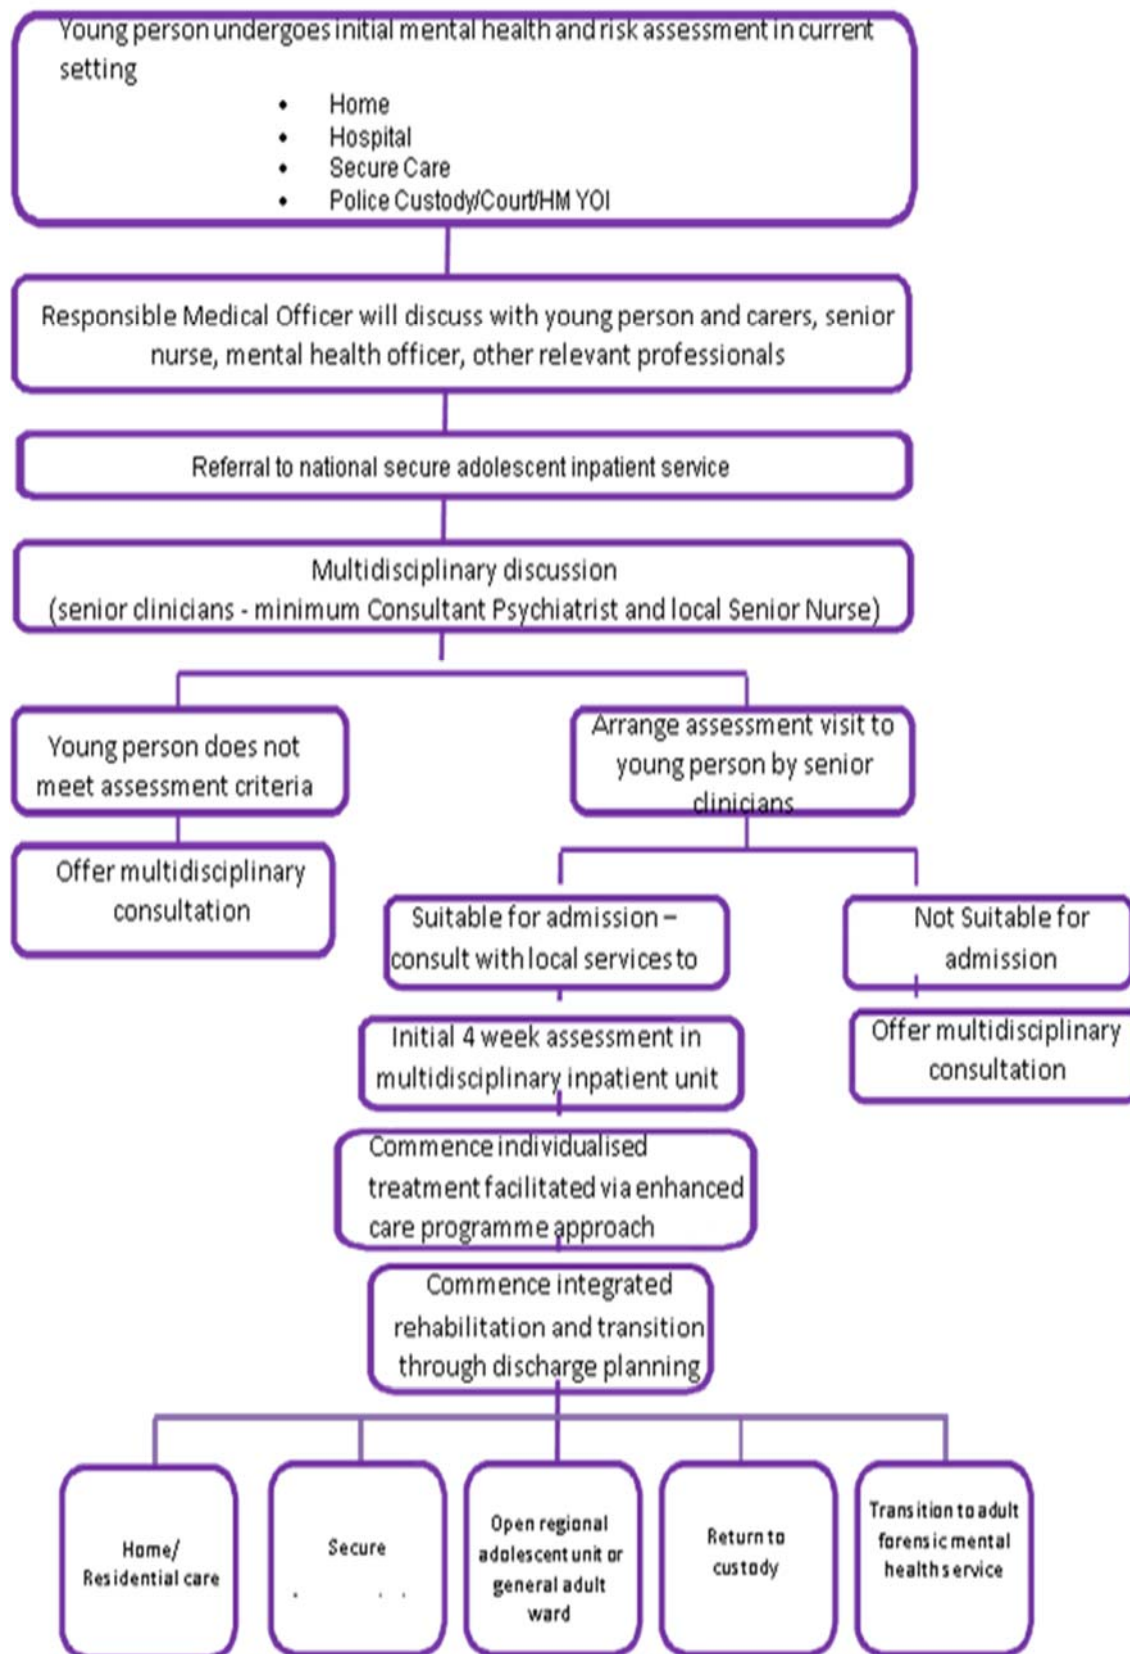 Young person undergoes initial mental health and risk assessment in current
setting
• Home
• Hospital
• Secure Care
• Police Custody/Court/HM YOI
Responsible Medical Officer will discuss with young person and carers, senior
nurse, mental health officer, other relevant professionals
Referral to national secure adolescent inpatient service
Multidisciplinary discussion
(senior clinicians - minimum Consultant Psychiatrist and local Senior Nurse)
Young person does not
meet assessment criteria
Arrange assessment visit to
young person by senior
clinicians
Offer multidisciplinary
consultation
Suitable for admission –
consult with local services to
Not Suitable for
admission
Initial 4 week assessment in
multidisciplinary inpatient unit
Offer multidisciplinary
consultation
Commence individualised
treatment facilitated via enhanced
care programme approach
Commence integrated
rehabilitation and transition
through discharge planning
Home/
Residential care
Secure
Open regional
adolescent unit or
general adult
ward
Return to
custody
Transition to adult
forensic mental
health service